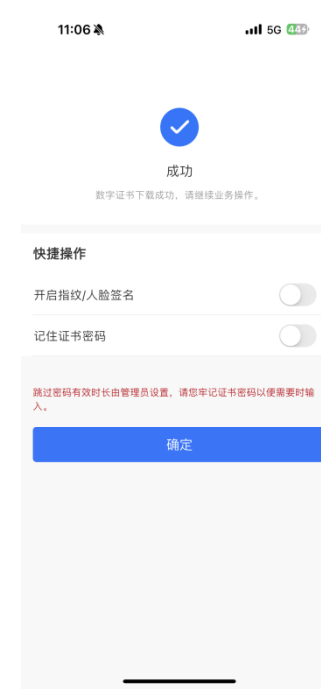 11:06
5G 44
成功
数字证书下载成功，请继续业务操作。
快捷操作
开启指纹/人脸签名
记住证书密码
跳过密码有效时长由管理员设置，请您牢记证书密码以便需要时输
入。
确定